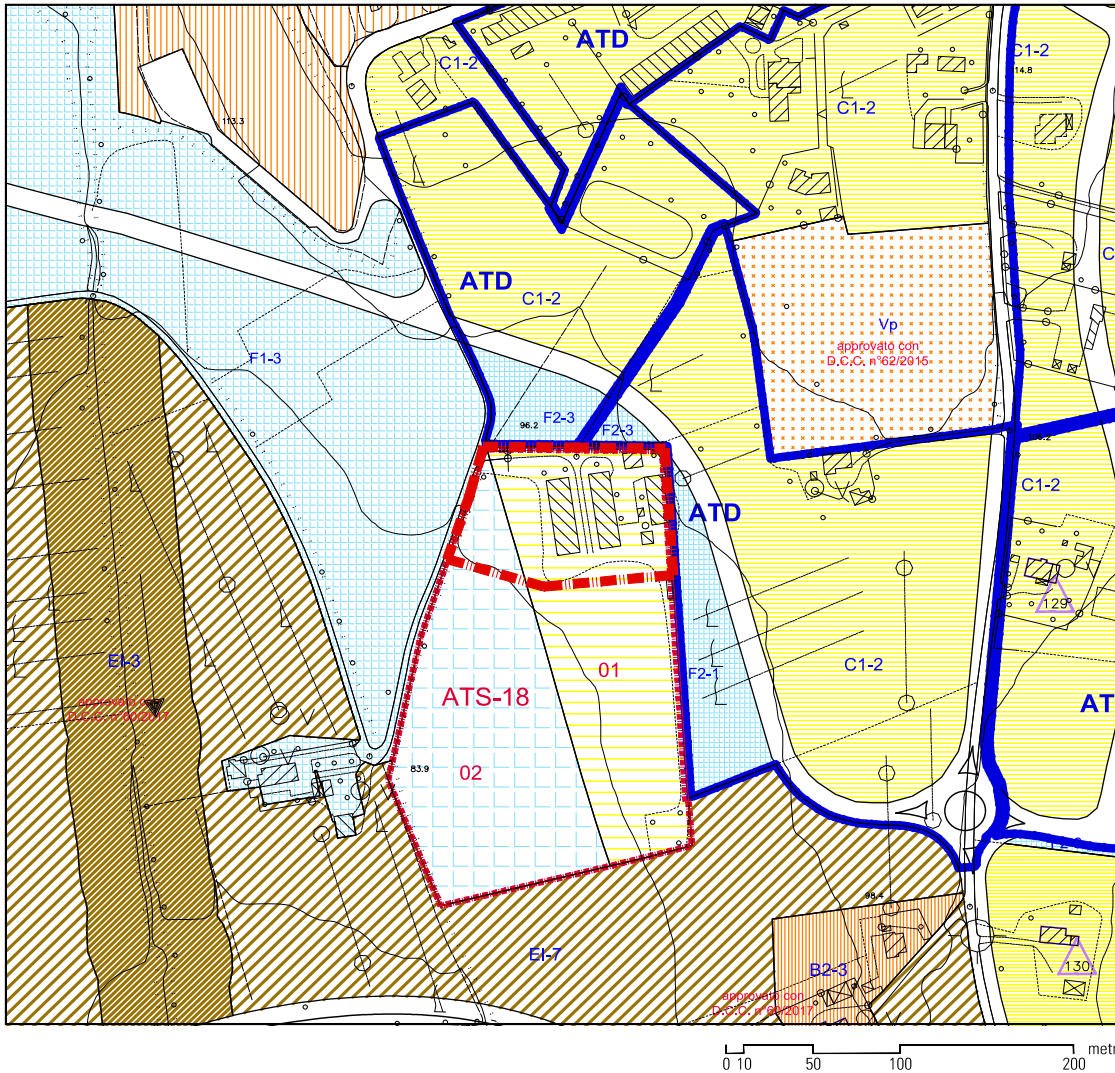 ATD
C1-2
C1-2
114.8
C1-2
113.3
C
ATD
C1-2
Vp
approvato con
D.C.C. n°62/2015
F1-3
96.2
F2-3
F2-3
C1-2
ATD
129
EI-3
01
F2-1
C1-2
ATS-18
AT
02
83.9
98.4
EI-7
B2-3
130
approvato con
metr
0 10 50 100 200